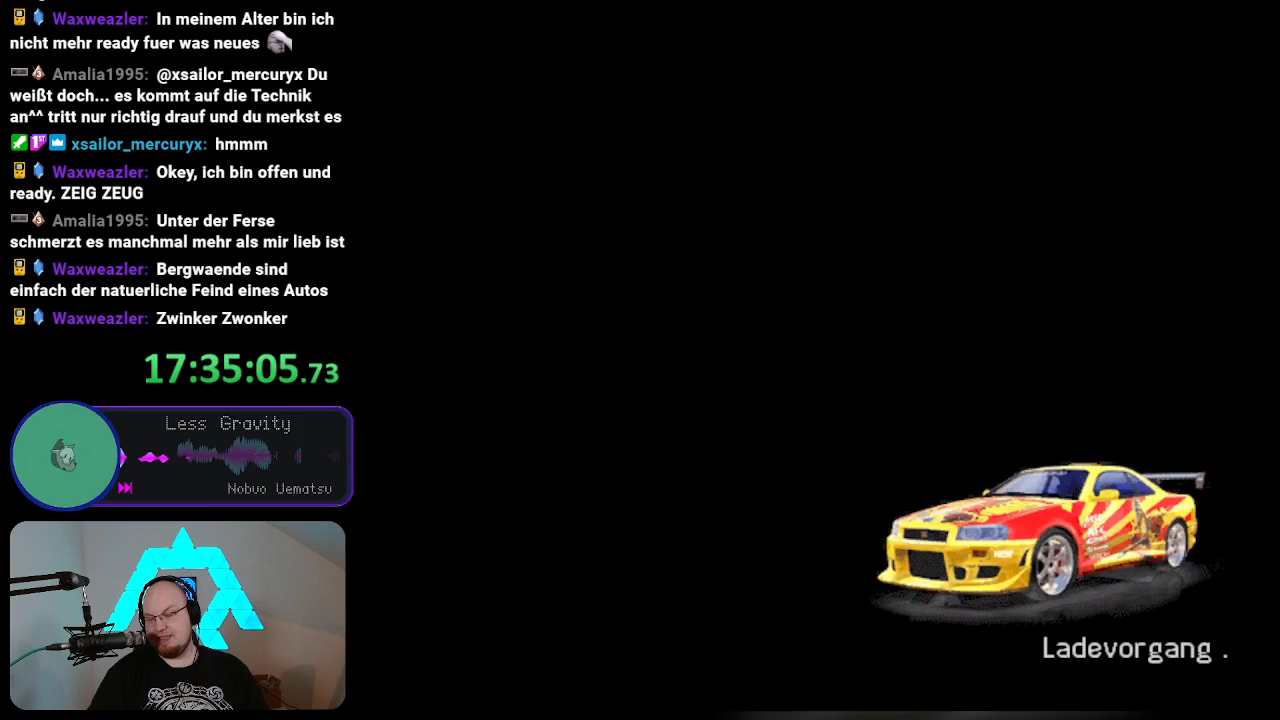 Waxweazler: In meinem Alter bin ich
nicht mehr ready fuer was neues
Amalia1995: @xsailor_mercuryx Du
weißt doch... es kommt auf die Technik
an^^ tritt nur richtig drauf und du merkst es
xsailor_mercuryx: hmmm
Waxweazler: Okey, ich bin offen und
ready. ZEIG ZEUG
Amalia1995: Unter der Ferse
schmerzt es manchmal mehr als mir lieb ist
Waxweazler: Bergwaende sind
einfach der natuerliche Feind eines Autos
Waxweazler: Zwinker Zwonker
17:35:05.73
Less Gravity
Nobuo Uematsu
Ladevorgang .